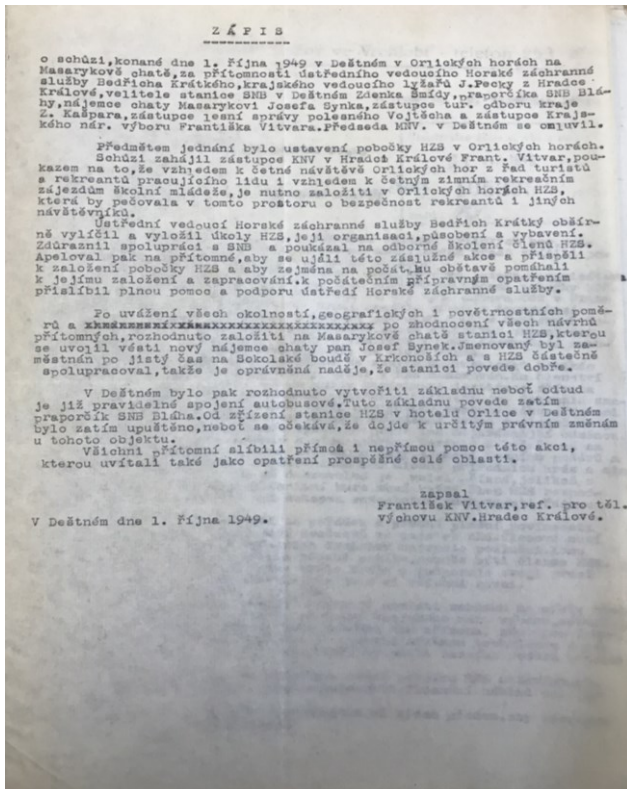 Z Á P I S
o schůzi,konané dne 1. října 1949 v Deštném v Orlických horách na
Masarykově chatě,za přítomnosti ústředního vedoucího Horské záchranné
služby Bedřicha Krátkého,krajského vedoucího lyžařů J.Pecky z Hradce
Králové,velitele stanice SNB v Deštném Zdenka Šmídy,praporčíka SNB Blá-
hy,nájemce chaty Masarykovi Josefa Synka,zástupce tur. odboru kraje
Z. Kašpara,zástupce lesní správy polesného Vojtěcha a zástupce Krajs-
kého nár. výboru Františka Vitvara.Předseda MNV. v Deštném se omluvil.
Předmětem jednání bylo ustavení pobočky HZS v Orlických horách.
Schůzi zahájil zástupce KNV v Hradci Králové Frant. Vitvar,pou-
kazem na to,že vzhledem k četné návštěvě Orlických hor z řad turistů
a rekreantů pracujícího lidu i vzhledem k četným zimním rekreačním
zájezdům školní mládeže,je nutno založiti v Orlických horách HZS,
která by pečovala v tomto prostoru o bezpečnost rekreantů i jiných
návštěvníků.
Ústřední vedoucí Horské záchranné služby Bedřich Krátký obšír-
ně vylíčil a vyložil úkoly HZS,její organisaci,působení a vybavení.
Zdůraznil spolupráci s SNB a poukázal na odborné školení členů HZS.
Apeloval pak na přítomné,aby se ujali této záslužné akce a přispěli
k založení pobočky HZS a aby zejména na počátku obětavě pomáhali
k jejímu založení a zapracování.k počátečním přípravným opatřením
přislíbil plnou pomoc a podporu ústředí Horské záchranné služby.
Po uvážení všech okolností,geografických i povětrnostních pomě-
rů a po zhodnocení všech návrhů
přítomných,rozhodnuto založiti na Masarykově chatě stanici HZS,kterou
se uvolil vésti nový nájemce chaty pan Josef Synek.Jmenovaný byl za-
městnán po jistý čas na Sokolské boudě v Krkonoších a s HZS částečně
spolupracoval,takže je oprávněná naděje,že stanici povede dobře.
V Deštném bylo pak rozhodnuto vytvořiti základnu neboť odtud
je již pravidelné spojení autobusové.Tuto základnu povede zatím
praporčík SNB Bláha.Od zřízení stanice HZS v hotelu Orlice v Deštném
bylo zatím upuštěno,neboť se očekává,že dojde k určitým právním změnám
u tohoto objektu.
Všichni přítomní slíbili přímou i nepřímou pomoc této akci,
kterou uvítali také jako opatření prospěšné celé oblasti.
zapsal
František Vitvar,ref. pro těl.
V Deštném dne 1. října 1949. výchovu KNV.Hradec Králové.